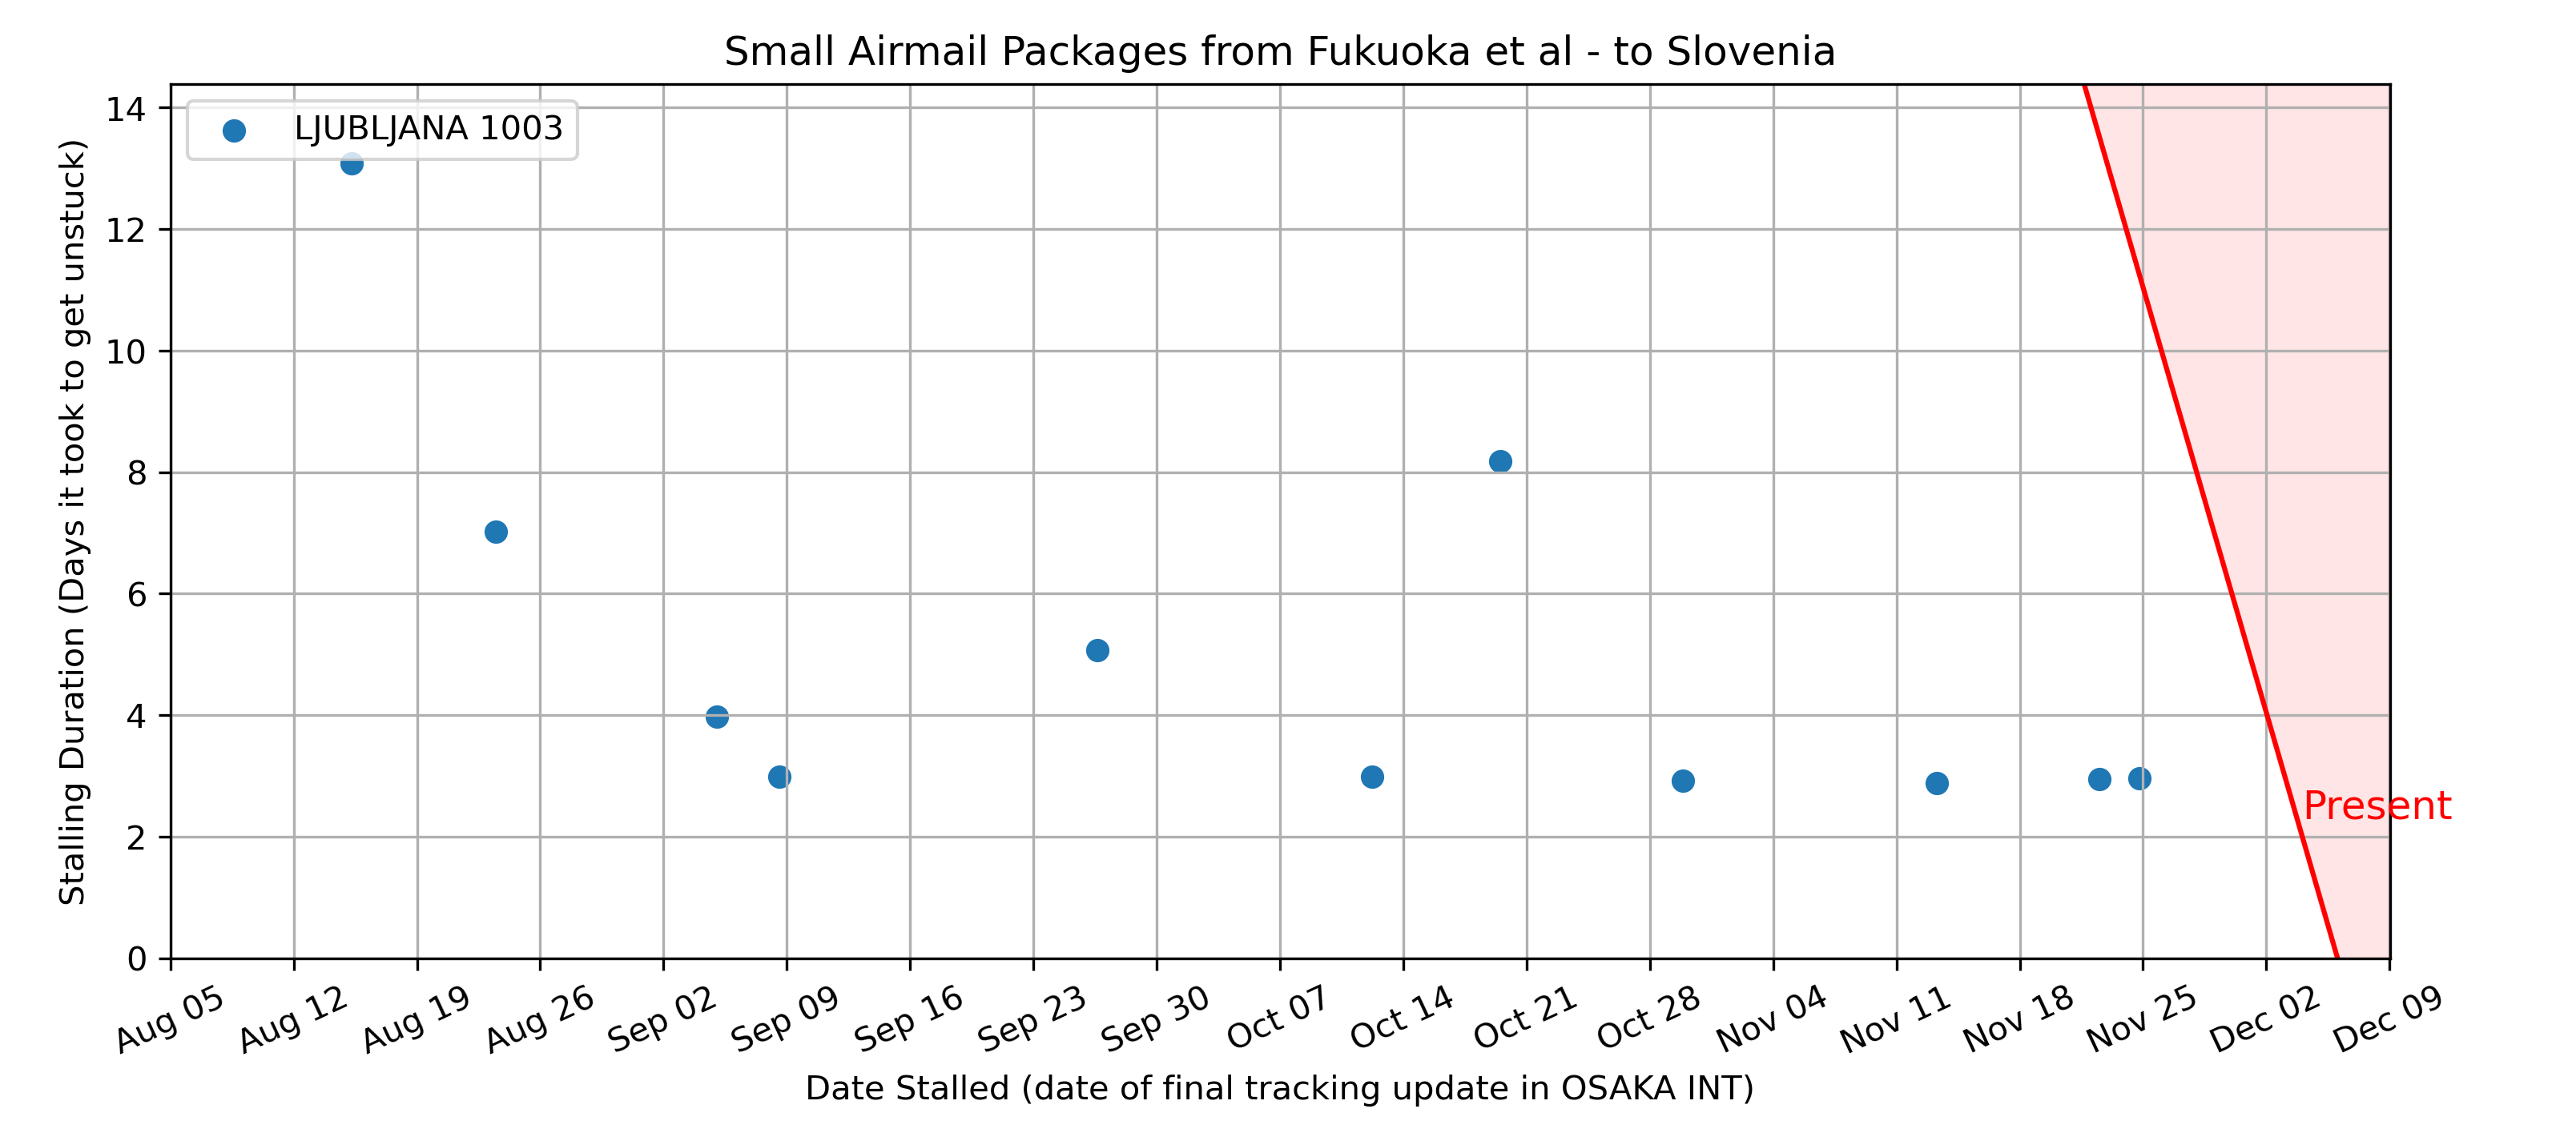 Small Airmail Packages from Fukuoka et al - to Slovenia
LJUBLJANA 1003
Stalling Duration (Days it took to get unstuck)
14
12
10
8
6
4
2
0
Present
Aug 05
Aug 12
Aug 19
Aug 26
Sep 02
Sep 09
Sep 16
Sep 23
Sep 30
Oct 07
Oct 14
Oct 21
Oct 28
Nov 04
Nov 11
Nov 18
Nov 25
Dec 02
Dec 09
Date Stalled (date of final tracking update in OSAKA INT)